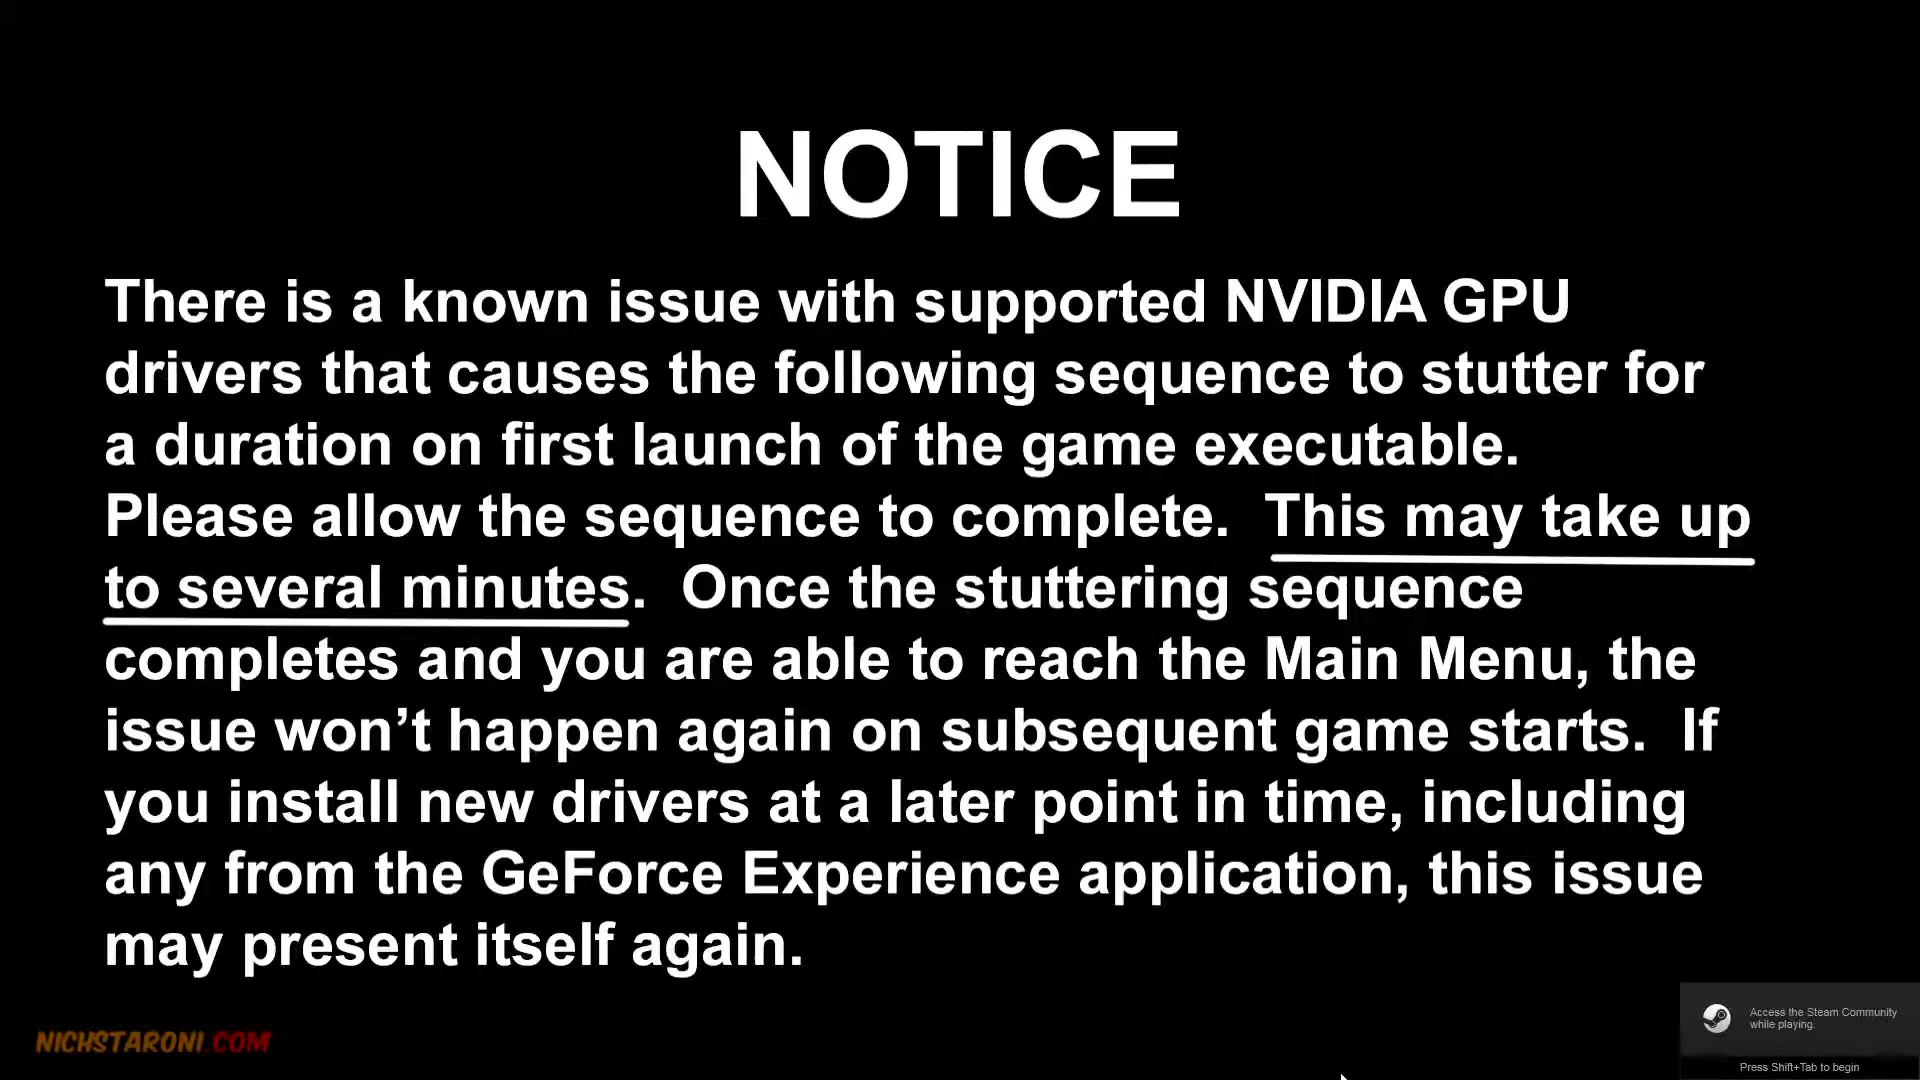 NOTICE
There is a known issue with supported NVIDIA GPU
drivers that causes the following sequence to stutter for
a duration on first launch of the game executable.
Please allow the sequence to complete.  This may take up
to several minutes.  Once the stuttering sequence
completes and you are able to reach the Main Menu, the
issue won’t happen again on subsequent game starts.  If
you install new drivers at a later point in time, including
any from the GeForce Experience application, this issue
may present itself again.
NICHSTARONI.COM
Access the Steam Community
while playing.
Press Shift+Tab to begin